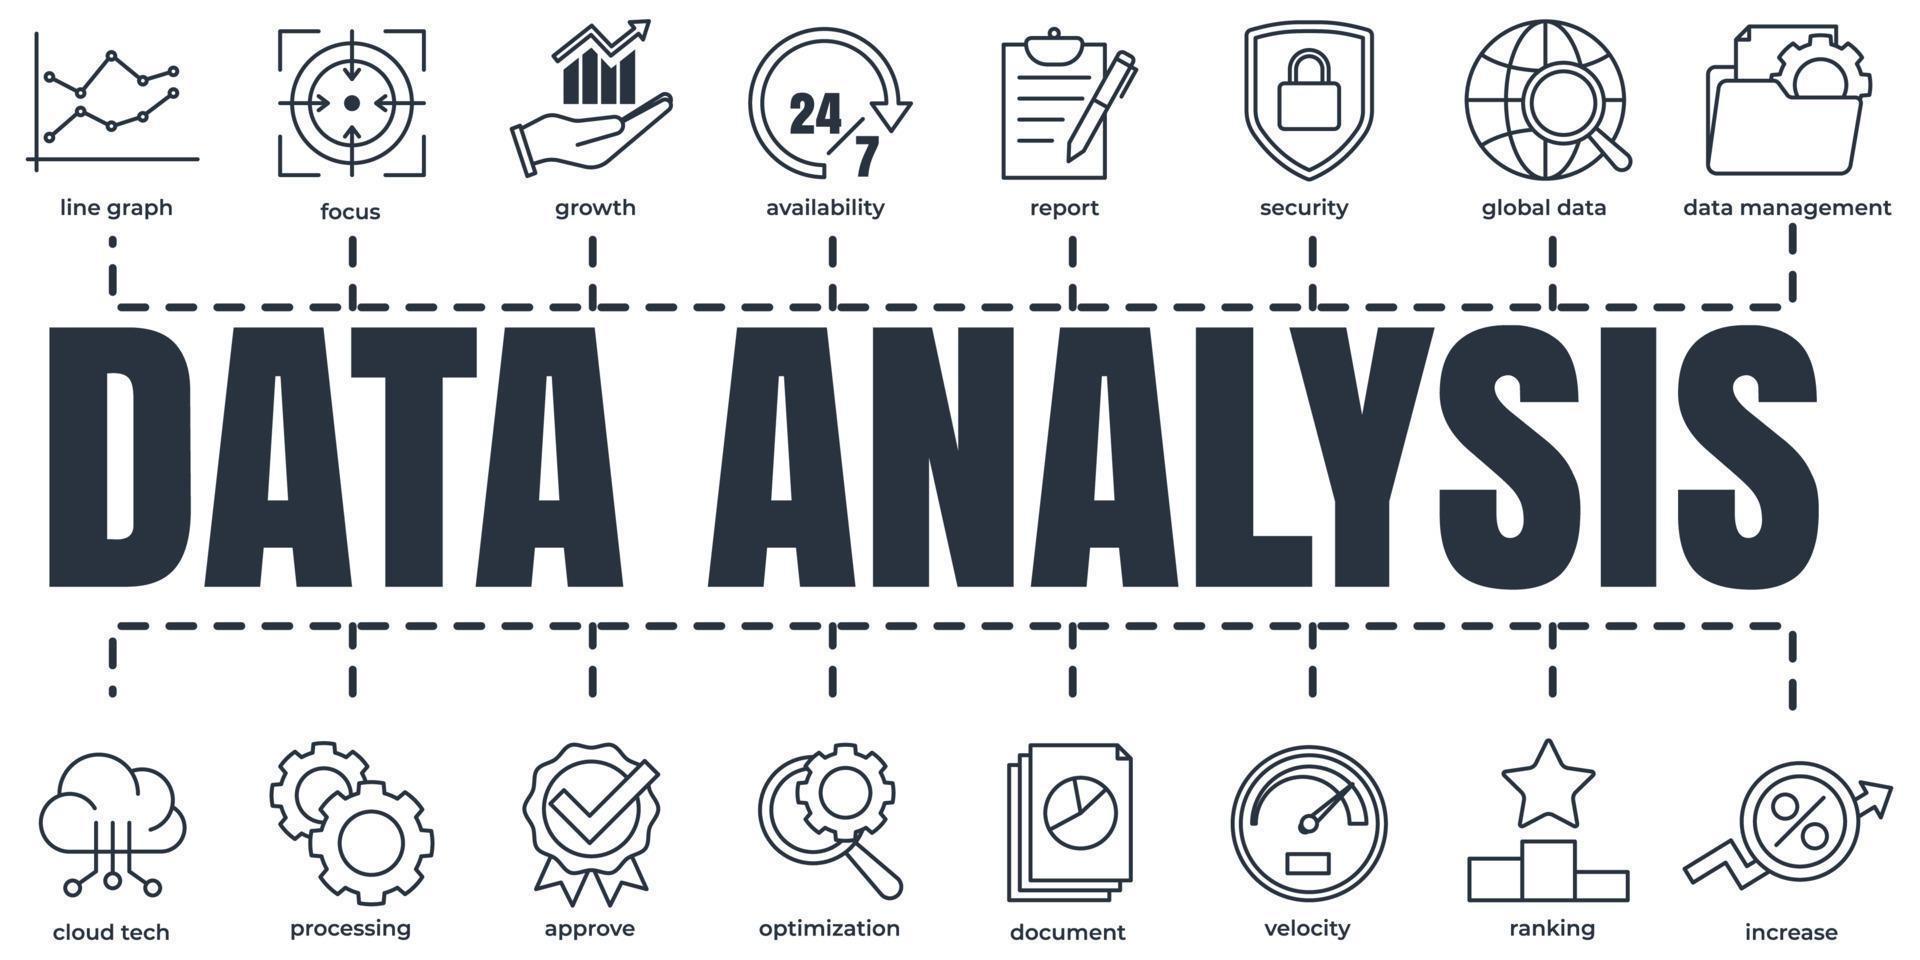 24
/7
line graph
focus
growth
availability
report
security
global data
data management
DATA ANALYSIS
%
cloud tech
processing
approve
optimization
document
velocity
ranking
increase